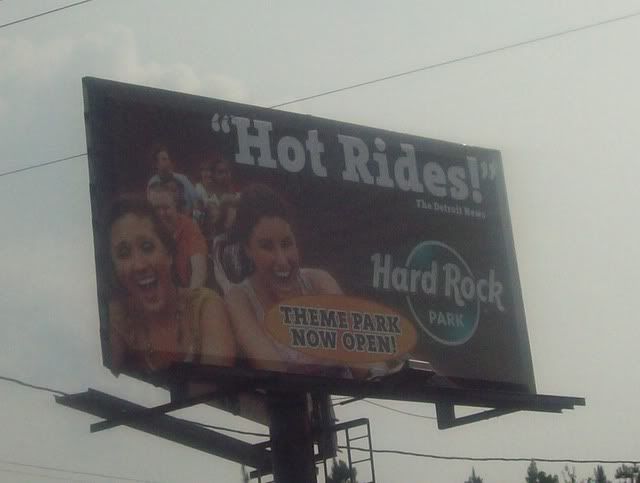 “Hot Rides!”
The Detroit News
Hard Rock
PARK
THEME PARK
NOW OPEN!